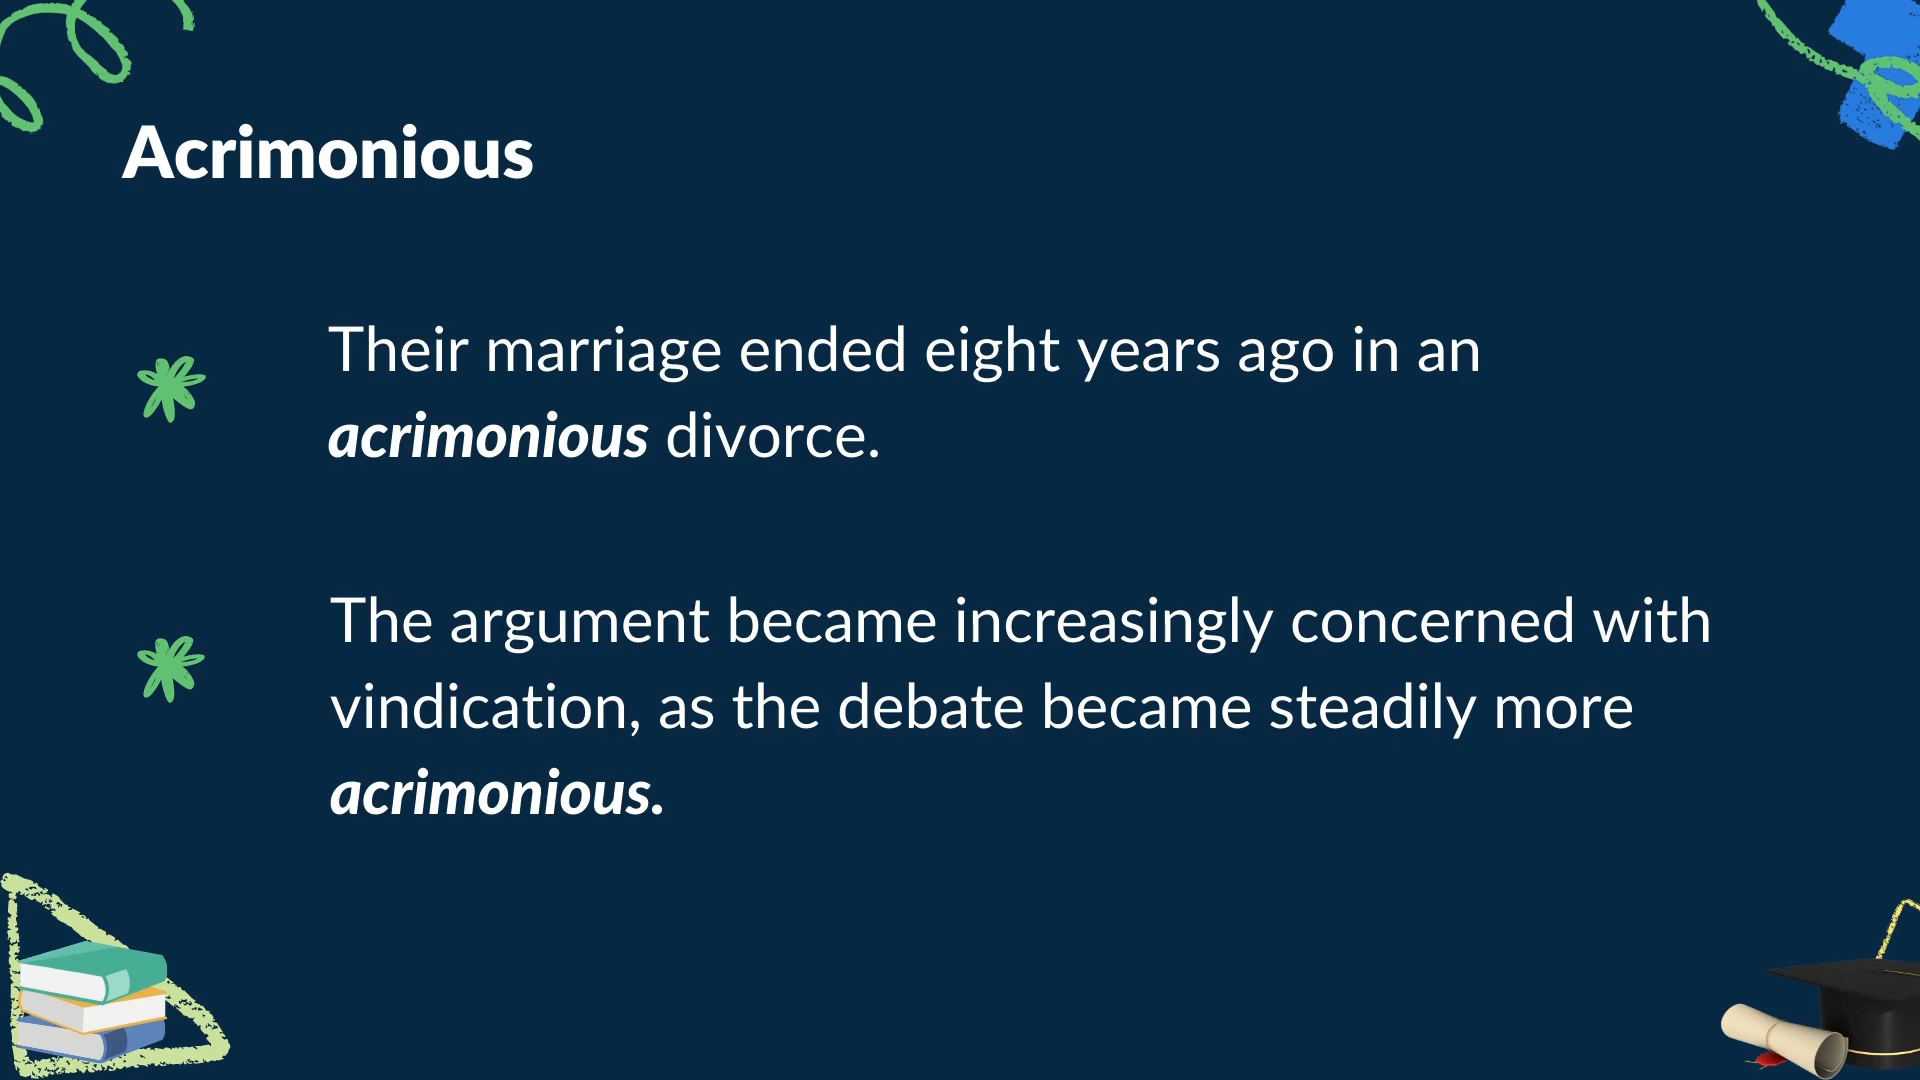 Acrimonious
Their marriage ended eight years ago in an
acrimonious divorce.
The argument became increasingly concerned with
vindication, as the debate became steadily more
acrimonious.